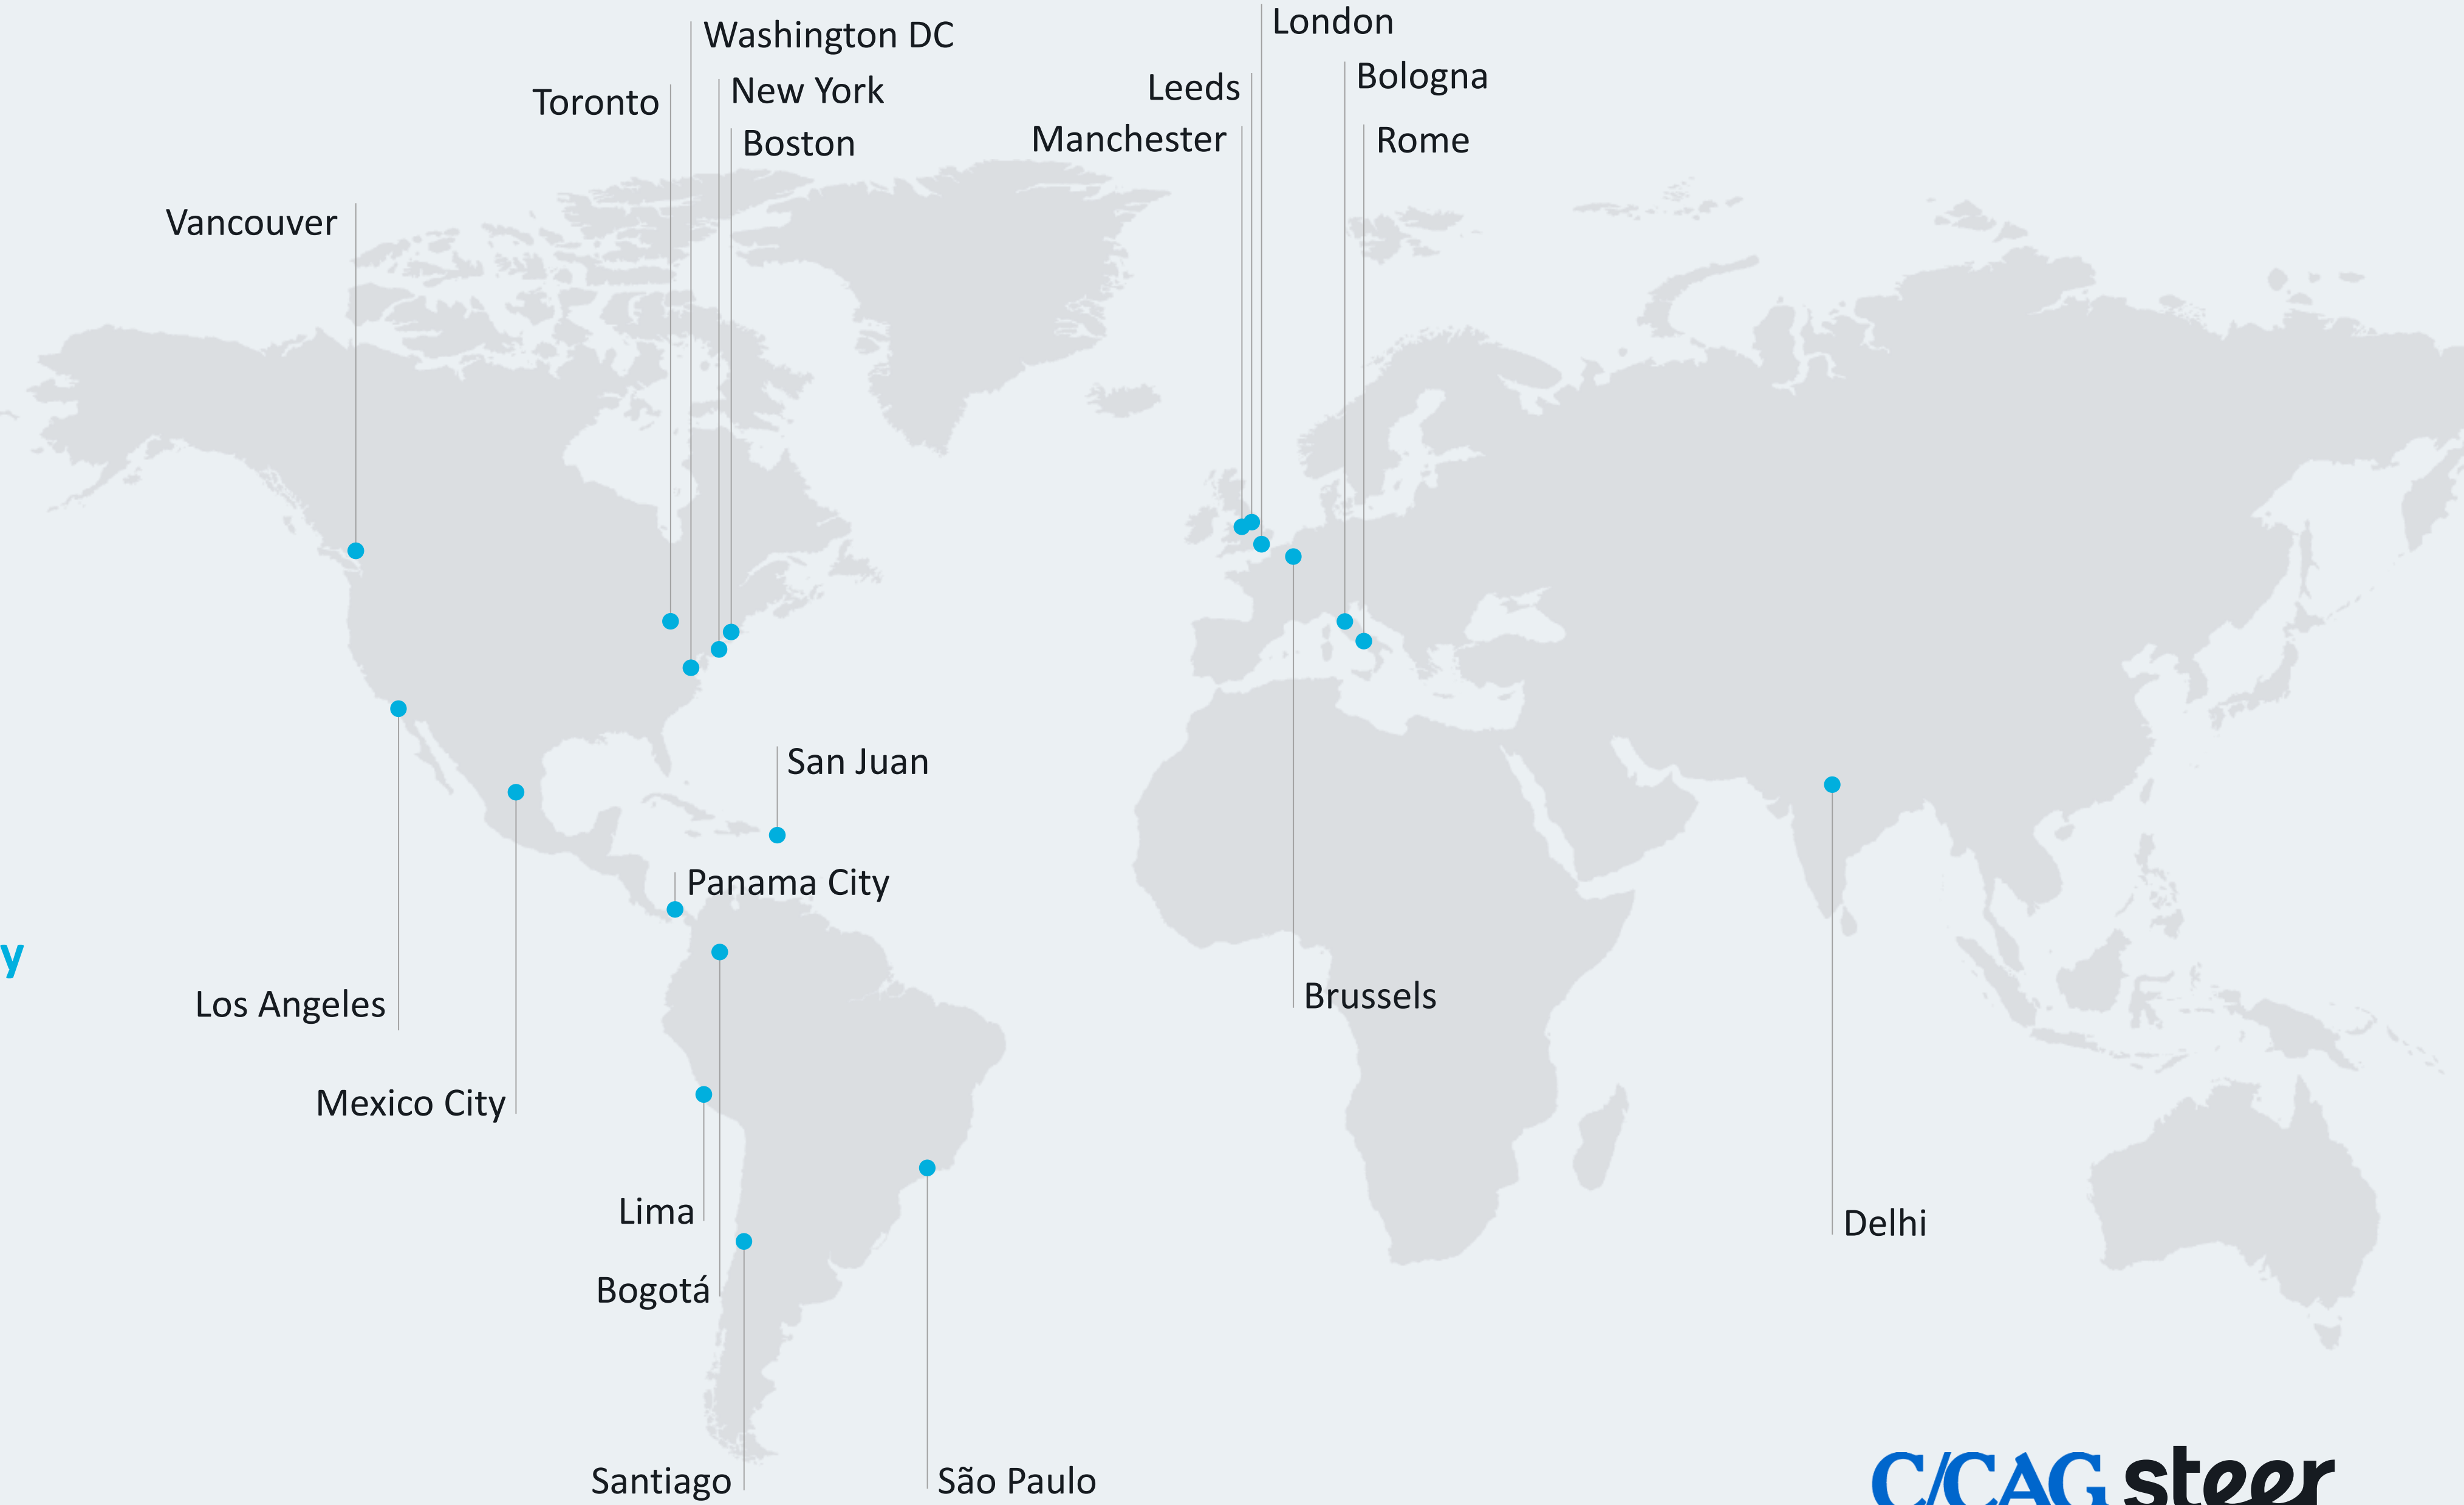 London
Washington DC
Bologna
Leeds
New York
Toronto
Manchester
Rome
Boston
Vancouver
San Juan
Panama City
y
Brussels
Los Angeles
Mexico City
Lima
Delhi
Bogotá
Santiago
São Paulo
C/CAG steer